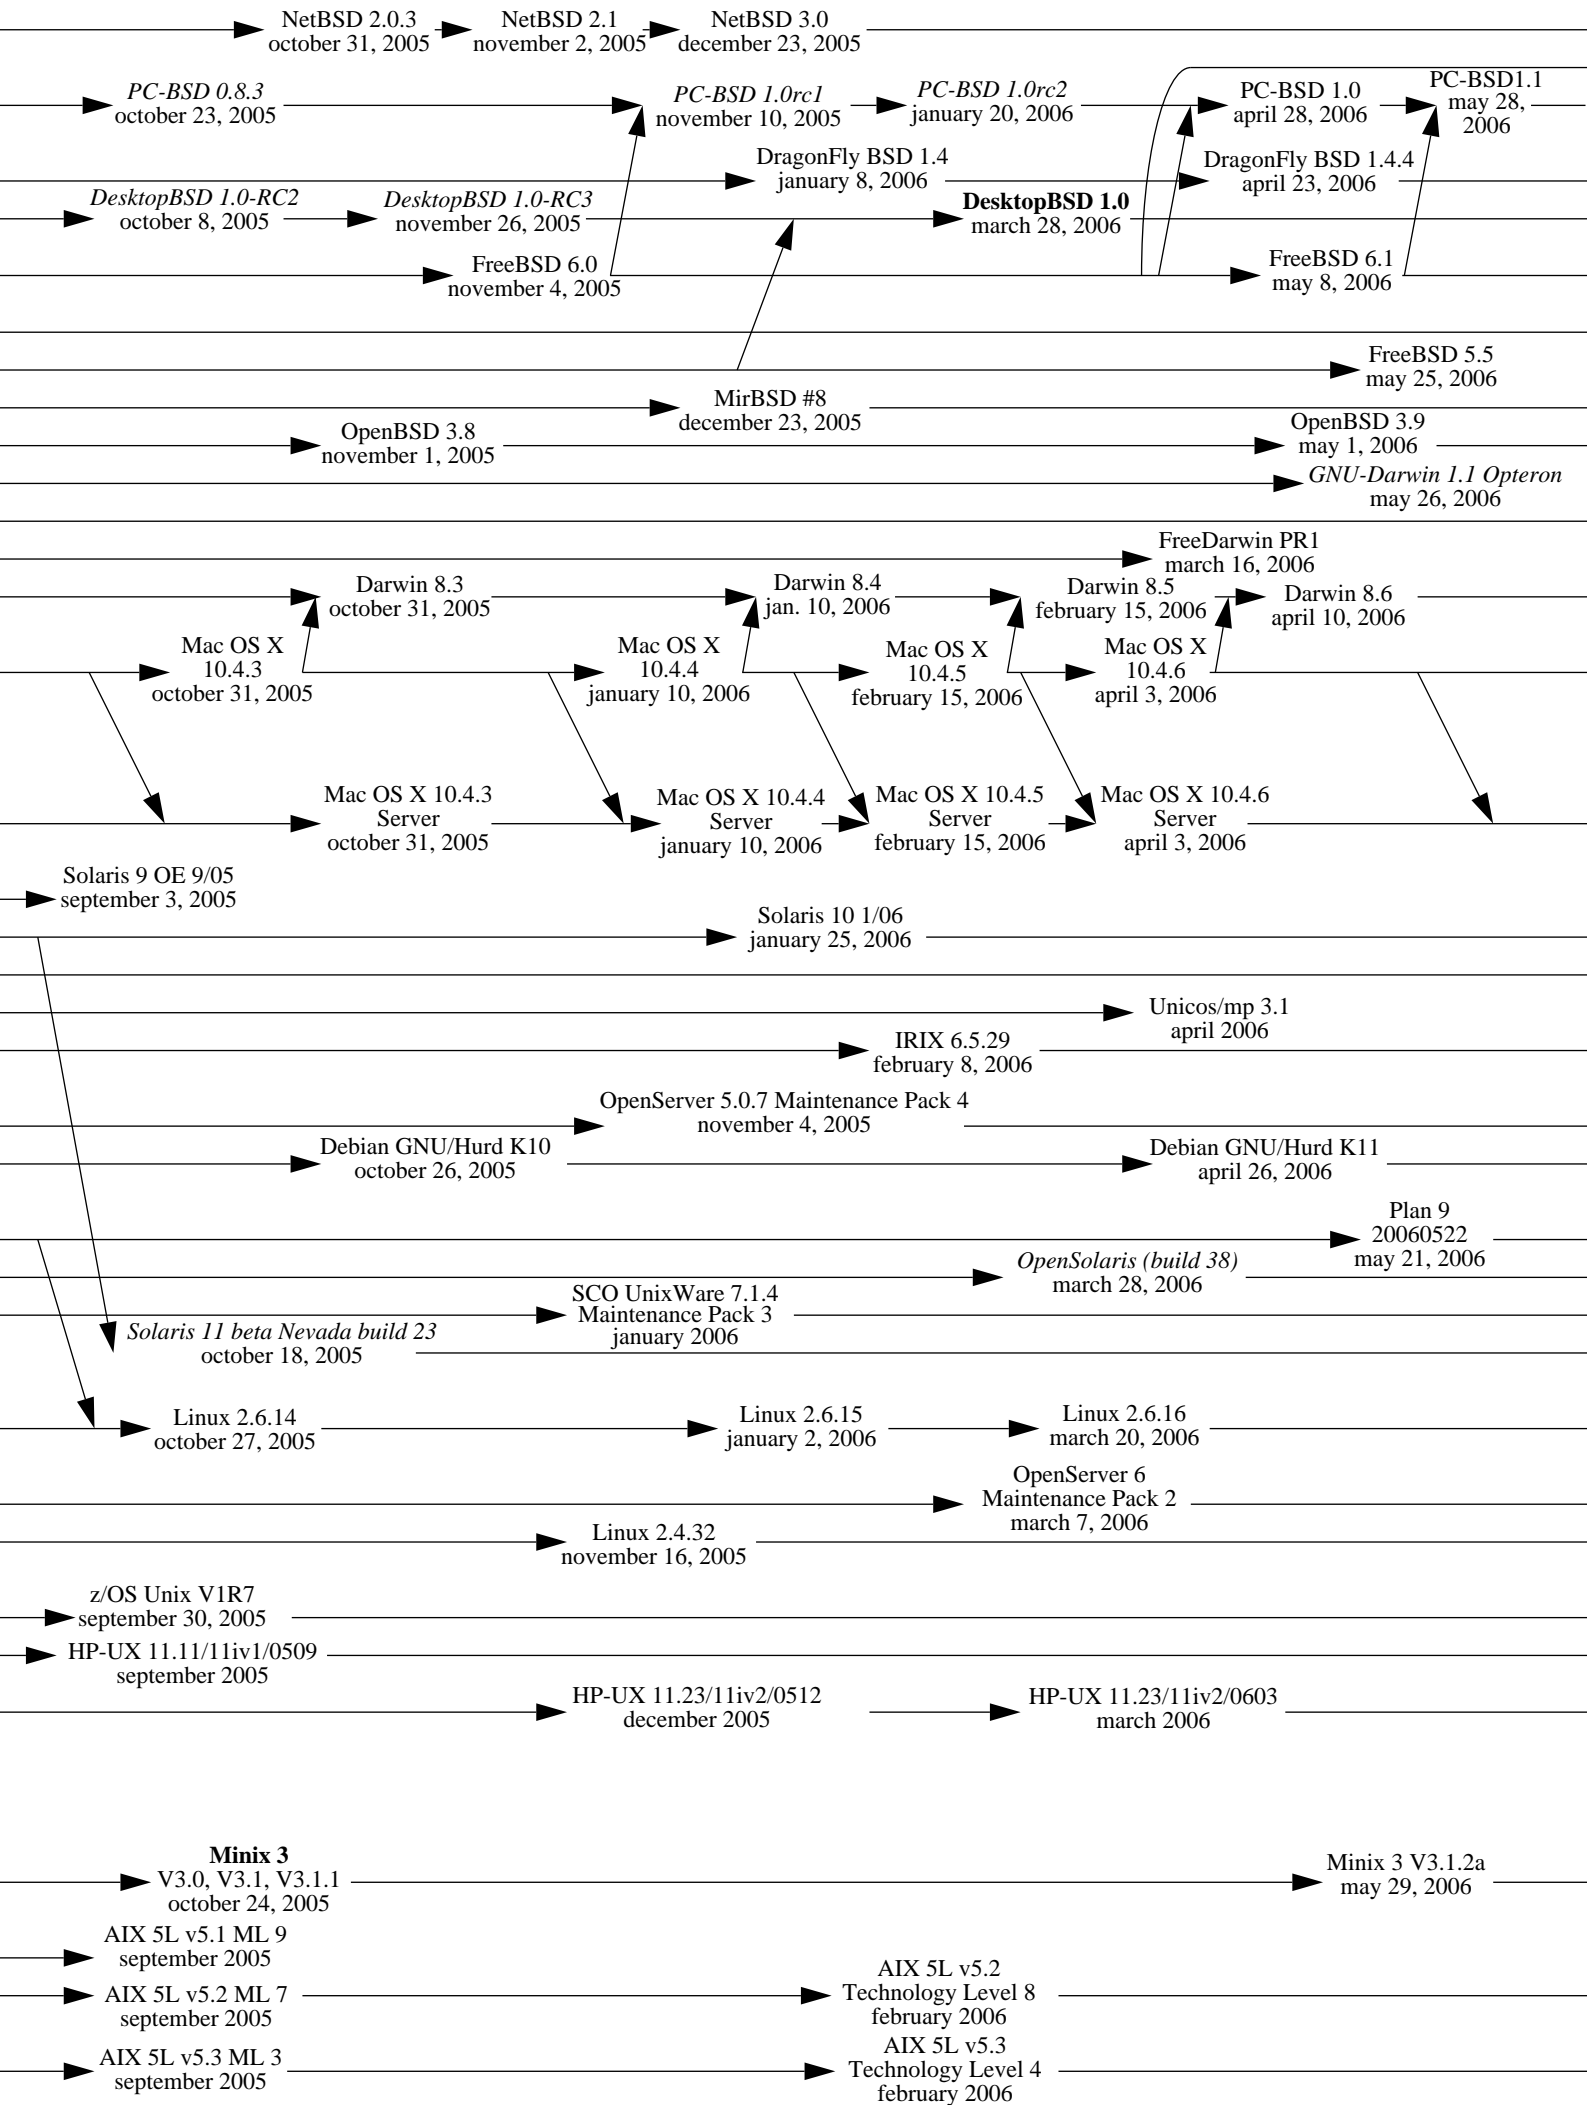 NetBSD 2.0.3
october 31, 2005
NetBSD 2.1
november 2, 2005
NetBSD 3.0
december 23, 2005
PC-BSD 0.8.3
october 23, 2005
PC-BSD 1.0rc1
november 10, 2005
PC-BSD 1.0rc2
january 20, 2006
PC-BSD 1.0
april 28, 2006
PC-BSD1.1
may 28,
2006
DragonFly BSD 1.4
january 8, 2006
DragonFly BSD 1.4.4
april 23, 2006
DesktopBSD 1.0-RC2
october 8, 2005
DesktopBSD 1.0-RC3
november 26, 2005
DesktopBSD 1.0
march 28, 2006
FreeBSD 6.0
november 4, 2005
FreeBSD 6.1
may 8, 2006
FreeBSD 5.5
may 25, 2006
MirBSD #8
december 23, 2005
OpenBSD 3.8
november 1, 2005
OpenBSD 3.9
may 1, 2006
GNU-Darwin 1.1 Opteron
may 26, 2006
FreeDarwin PR1
march 16, 2006
Darwin 8.3
october 31, 2005
Darwin 8.4
jan. 10, 2006
Darwin 8.5
february 15, 2006
Darwin 8.6
april 10, 2006
Mac OS X
10.4.3
october 31, 2005
Mac OS X
10.4.4
january 10, 2006
Mac OS X
10.4.5
february 15, 2006
Mac OS X
10.4.6
april 3, 2006
Mac OS X 10.4.3
Server
october 31, 2005
Mac OS X 10.4.4
Server
january 10, 2006
Mac OS X 10.4.5
Server
february 15, 2006
Mac OS X 10.4.6
Server
april 3, 2006
Solaris 9 OE 9/05
september 3, 2005
Solaris 10 1/06
january 25, 2006
Unicos/mp 3.1
april 2006
IRIX 6.5.29
february 8, 2006
OpenServer 5.0.7 Maintenance Pack 4
november 4, 2005
Debian GNU/Hurd K10
october 26, 2005
Debian GNU/Hurd K11
april 26, 2006
Plan 9
20060522
may 21, 2006
OpenSolaris (build 38)
march 28, 2006
SCO UnixWare 7.1.4
Maintenance Pack 3
january 2006
Solaris 11 beta Nevada build 23
october 18, 2005
Linux 2.6.14
october 27, 2005
Linux 2.6.15
january 2, 2006
Linux 2.6.16
march 20, 2006
OpenServer 6
Maintenance Pack 2
march 7, 2006
Linux 2.4.32
november 16, 2005
z/OS Unix V1R7
september 30, 2005
HP-UX 11.11/11iv1/0509
september 2005
HP-UX 11.23/11iv2/0512
december 2005
HP-UX 11.23/11iv2/0603
march 2006
Minix 3
V3.0, V3.1, V3.1.1
october 24, 2005
Minix 3 V3.1.2a
may 29, 2006
AIX 5L v5.1 ML 9
september 2005
AIX 5L v5.2 ML 7
september 2005
AIX 5L v5.2
Technology Level 8
february 2006
AIX 5L v5.3 ML 3
september 2005
AIX 5L v5.3
Technology Level 4
february 2006